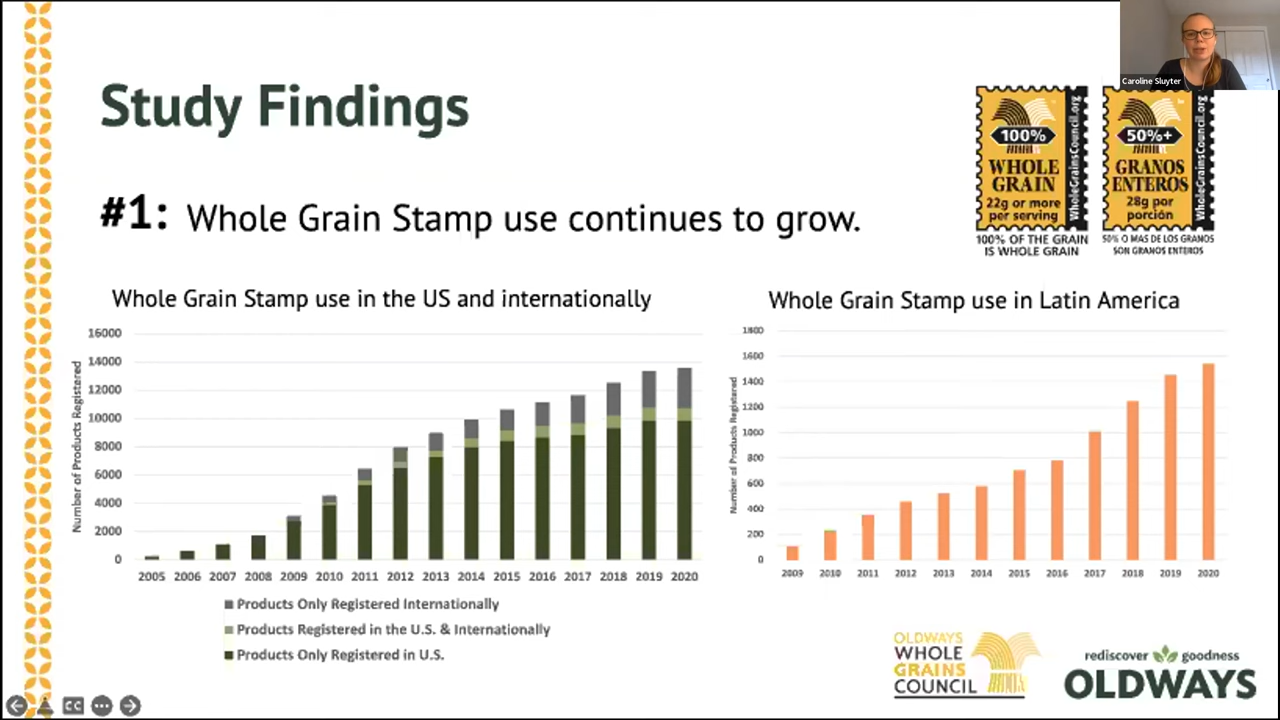 Caroline Sluyter
Study Findings
100%
WHOLE
GRAIN
22g or more
per serving
WholeGrainsCouncil.org
100% OF THE GRAIN
IS WHOLE GRAIN
50%+
GRANOS
ENTEROS
28g por
porción
WholeGrainsCouncil.org
50% O MAS DE LOS GRANOS
SON GRANOS ENTEROS
#1: Whole Grain Stamp use continues to grow.
Whole Grain Stamp use in the US and internationally
Number of Products Registered
16000
14000
12000
10000
8000
6000
4000
2000
0
2005 2006 2007 2008 2009 2010 2011 2012 2013 2014 2015 2016 2017 2018 2019 2020
Products Only Registered Internationally
Products Registered in the U.S. & Internationally
Products Only Registered in U.S.
Whole Grain Stamp use in Latin America
Number of Products Registered
1800
1600
1400
1200
1000
800
600
400
200
0
2009 2010 2011 2012 2013 2014 2015 2016 2017 2018 2019 2020
OLDWAYS
WHOLE
GRAINS
COUNCIL
rediscover goodness
OLDWAYS
CC